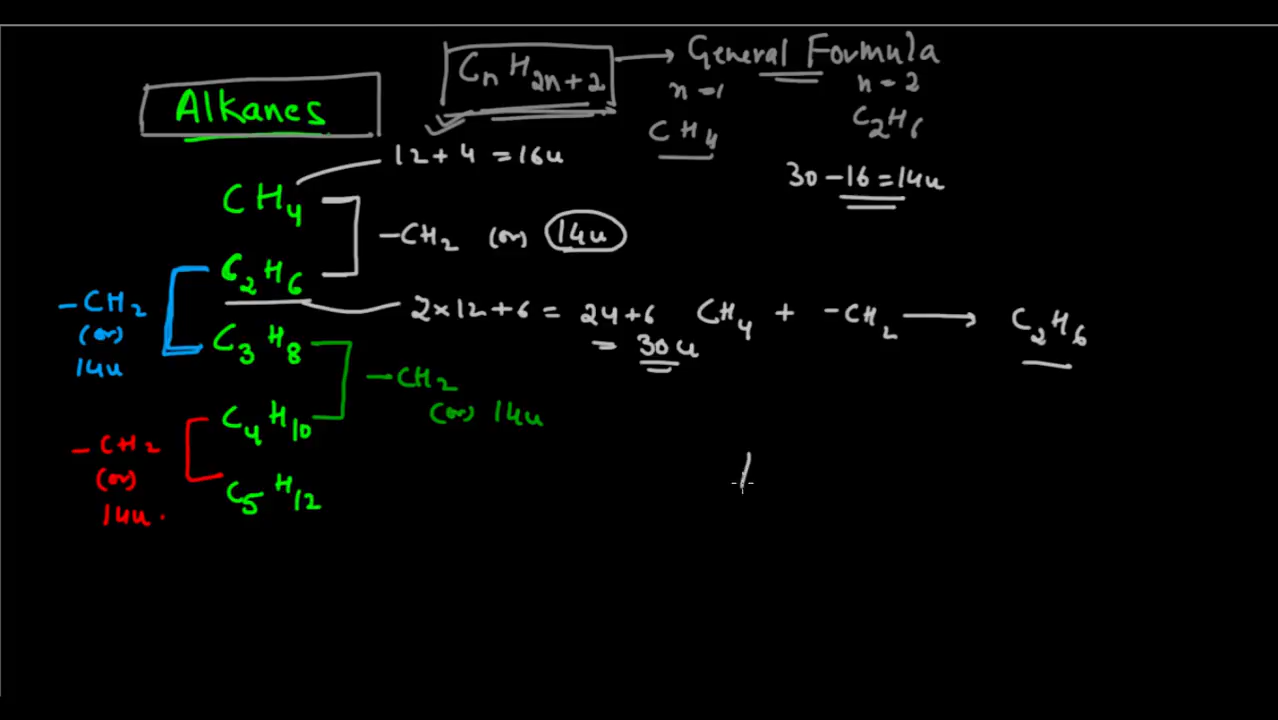 CnH2n+2 → General Formula
n=1 n=2
Alkanes
CH4 C2H6
12+4=16u
30-16=14u
CH4
-CH2 (or) 14u
C2H6
-CH2
(or)
14u
2×12+6 = 24+6
= 30u
CH4 + -CH2 → C2H6
C3H8
-CH2
(or) 14u
C4H10
-CH2
(or)
14u.
C5H12